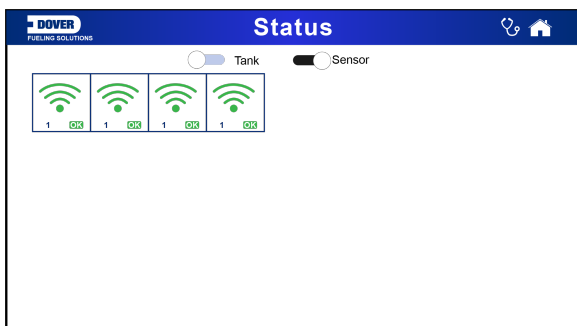 DOVER
FUELING SOLUTIONS
Status
Tank Sensor
1 OK 1 OK 1 OK 1 OK